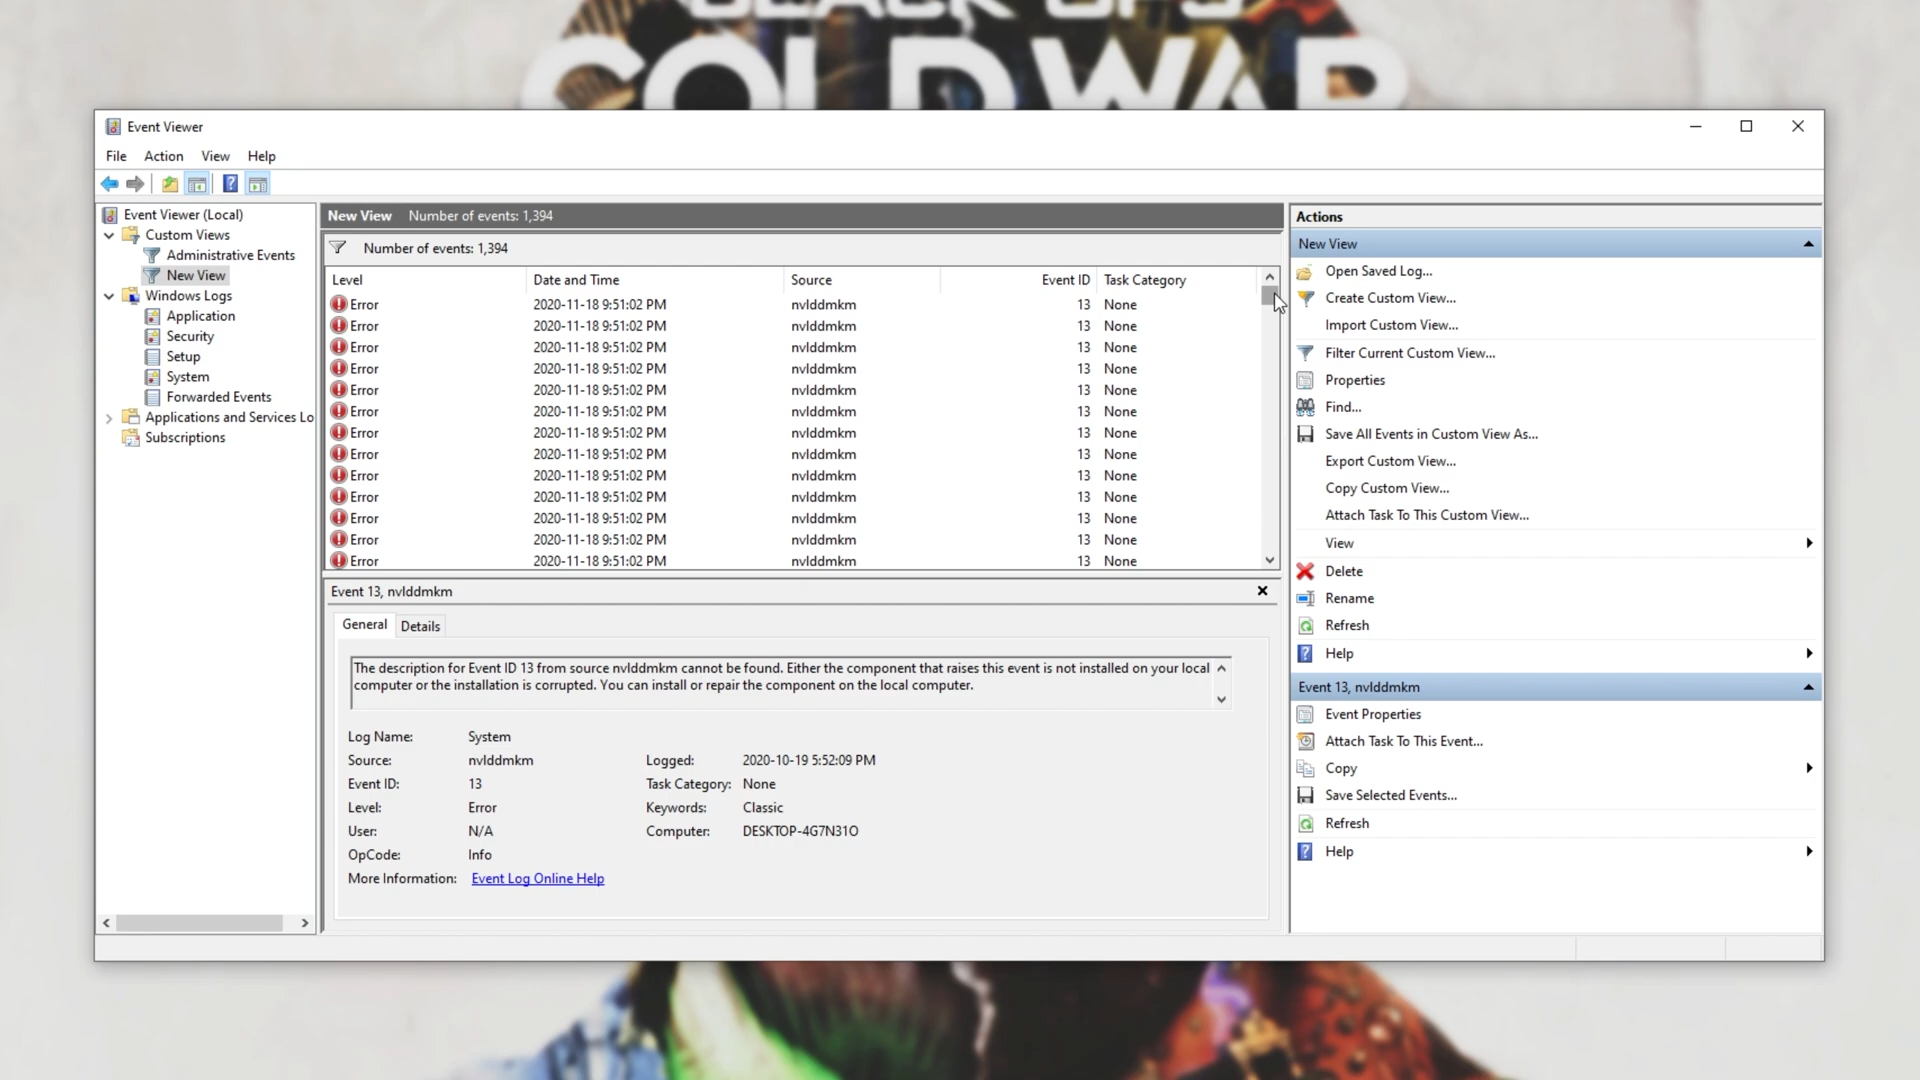 BLACK OPS
COLD WAR
Event Viewer
File Action View Help
Event Viewer (Local)
Custom Views
Administrative Events
New View
Windows Logs
Application
Security
Setup
System
Forwarded Events
Applications and Services Lo
Subscriptions
New View Number of events: 1,394
Number of events: 1,394
Level Date and Time Source Event ID Task Category
Error 2020-11-18 9:51:02 PM nvlddmkm 13 None
Error 2020-11-18 9:51:02 PM nvlddmkm 13 None
Error 2020-11-18 9:51:02 PM nvlddmkm 13 None
Error 2020-11-18 9:51:02 PM nvlddmkm 13 None
Error 2020-11-18 9:51:02 PM nvlddmkm 13 None
Error 2020-11-18 9:51:02 PM nvlddmkm 13 None
Error 2020-11-18 9:51:02 PM nvlddmkm 13 None
Error 2020-11-18 9:51:02 PM nvlddmkm 13 None
Error 2020-11-18 9:51:02 PM nvlddmkm 13 None
Error 2020-11-18 9:51:02 PM nvlddmkm 13 None
Error 2020-11-18 9:51:02 PM nvlddmkm 13 None
Error 2020-11-18 9:51:02 PM nvlddmkm 13 None
Error 2020-11-18 9:51:02 PM nvlddmkm 13 None
Event 13, nvlddmkm
General Details
The description for Event ID 13 from source nvlddmkm cannot be found. Either the component that raises this event is not installed on your local
computer or the installation is corrupted. You can install or repair the component on the local computer.
Log Name: System
Source: nvlddmkm Logged: 2020-10-19 5:52:09 PM
Event ID: 13 Task Category: None
Level: Error Keywords: Classic
User: N/A Computer: DESKTOP-4G7N31O
OpCode: Info
More Information: Event Log Online Help
Actions
New View
Open Saved Log...
Create Custom View...
Import Custom View...
Filter Current Custom View...
Properties
Find...
Save All Events in Custom View As...
Export Custom View...
Copy Custom View...
Attach Task To This Custom View...
View
Delete
Rename
Refresh
Help
Event 13, nvlddmkm
Event Properties
Attach Task To This Event...
Copy
Save Selected Events...
Refresh
Help